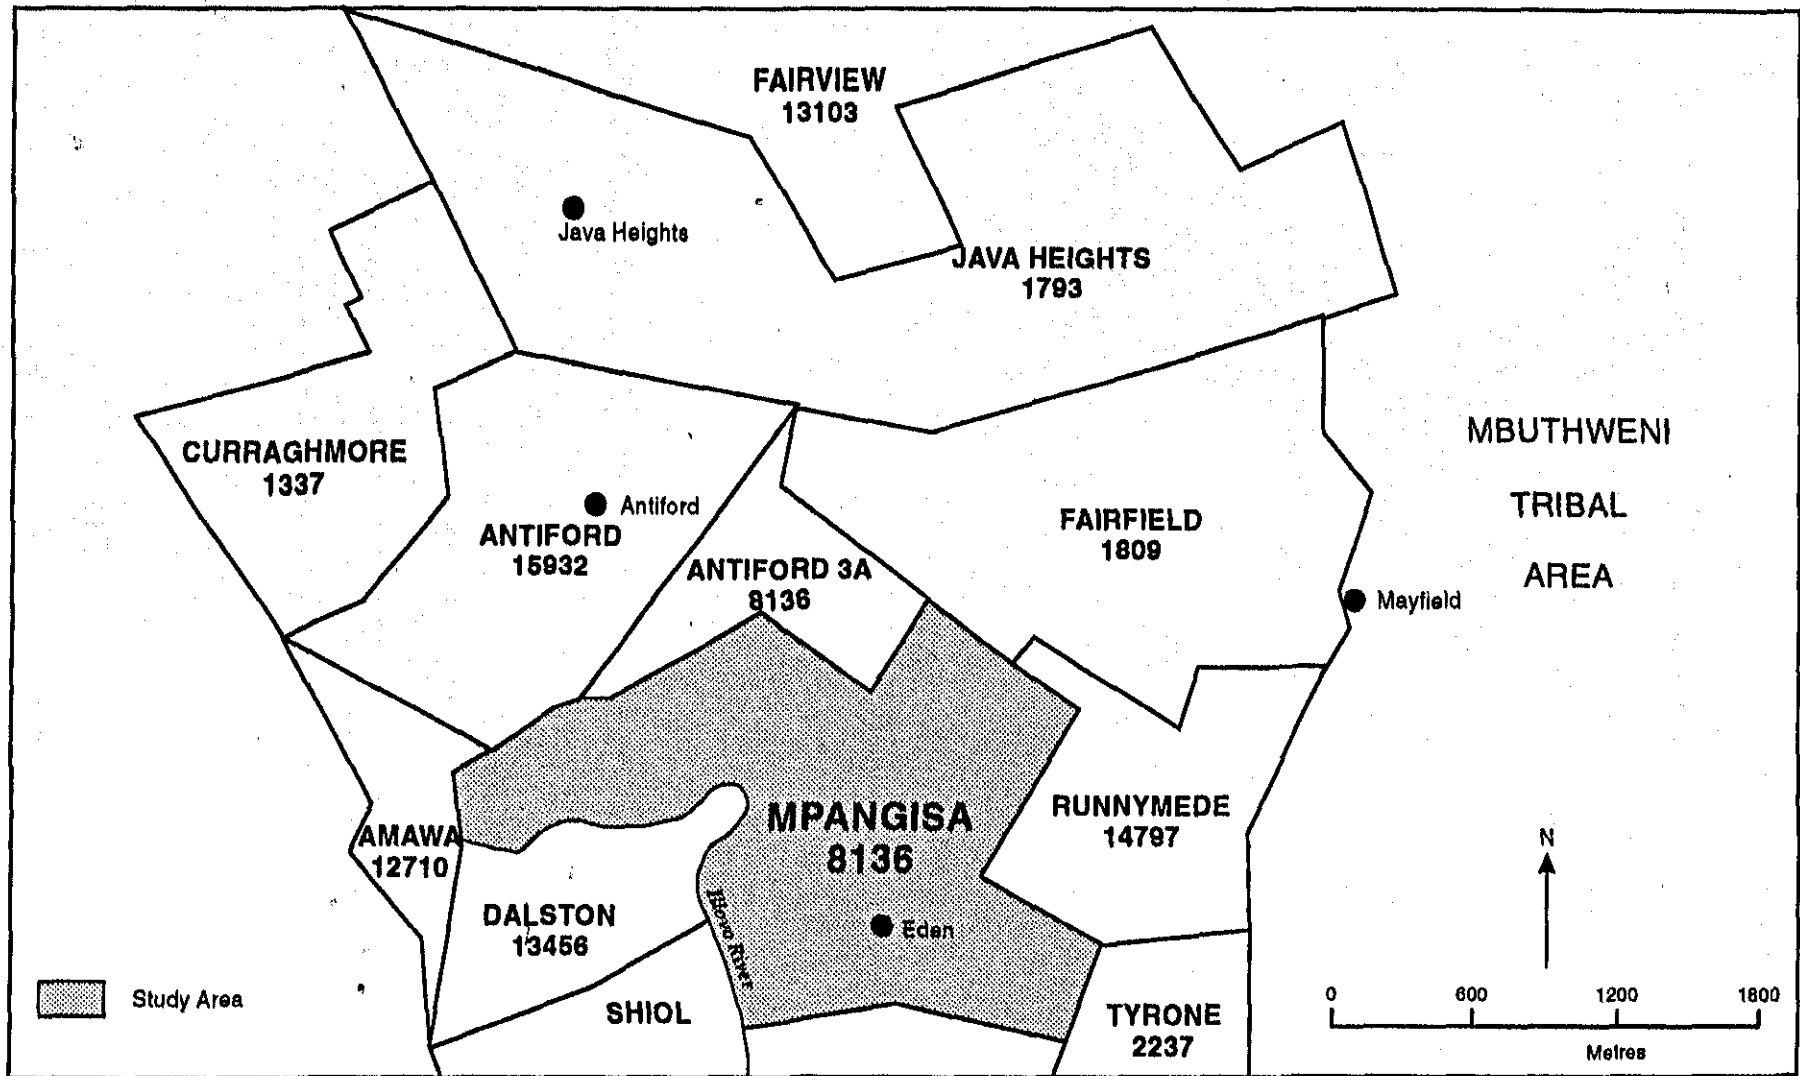 FAIRVIEW
13103
Java Heights
JAVA HEIGHTS
1793
CURRAGHMORE
1337
Antiford
ANTIFORD
15932
ANTIFORD 3A
8136
FAIRFIELD
1809
MBUTHWENI
TRIBAL
AREA
Mayfield
MPANGISA
8136
RUNNYMEDE
14797
AMAWA
12710
DALSTON
13456
Illovo River
Eden
SHIOL
TYRONE
2237
Study Area
N
0 600 1200 1800
Metres